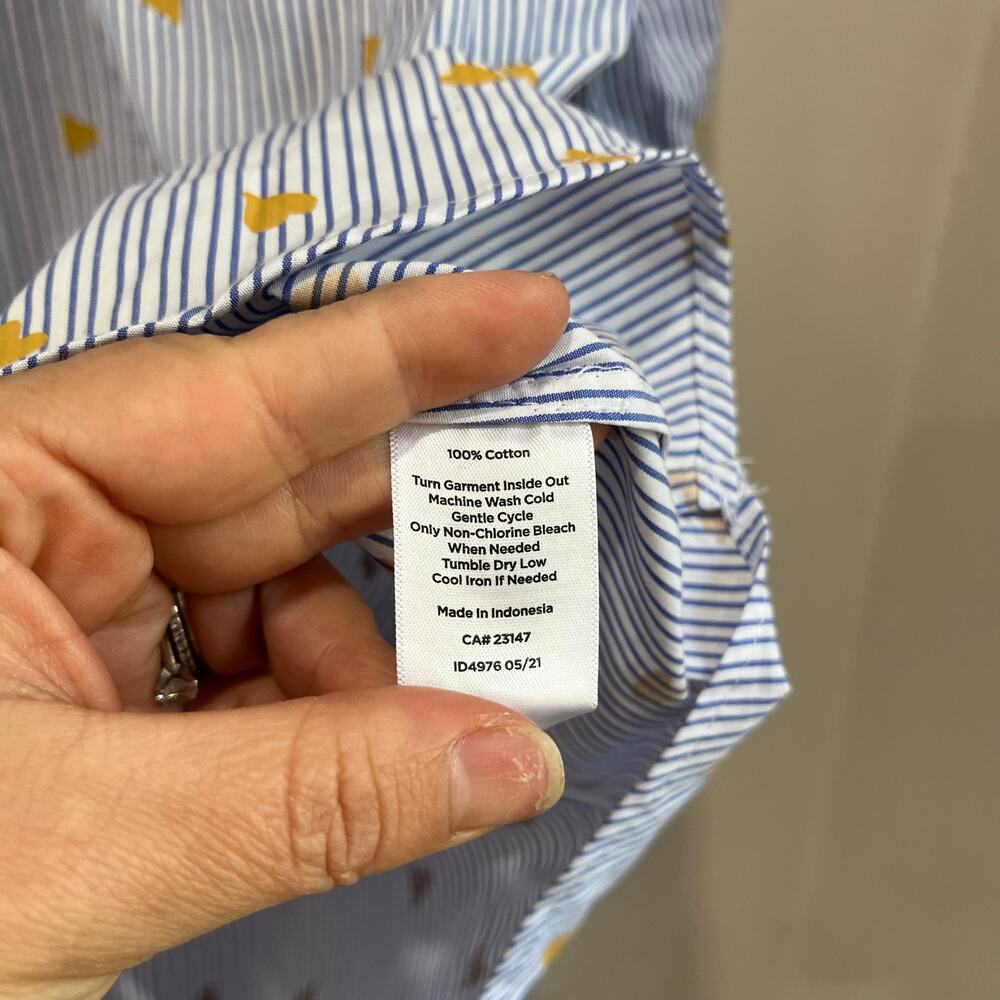 100% Cotton
Turn Garment Inside Out
Machine Wash Cold
Gentle Cycle
Only Non-Chlorine Bleach
When Needed
Tumble Dry Low
Cool Iron If Needed
Made In Indonesia
CA# 23147
ID4976 05/21